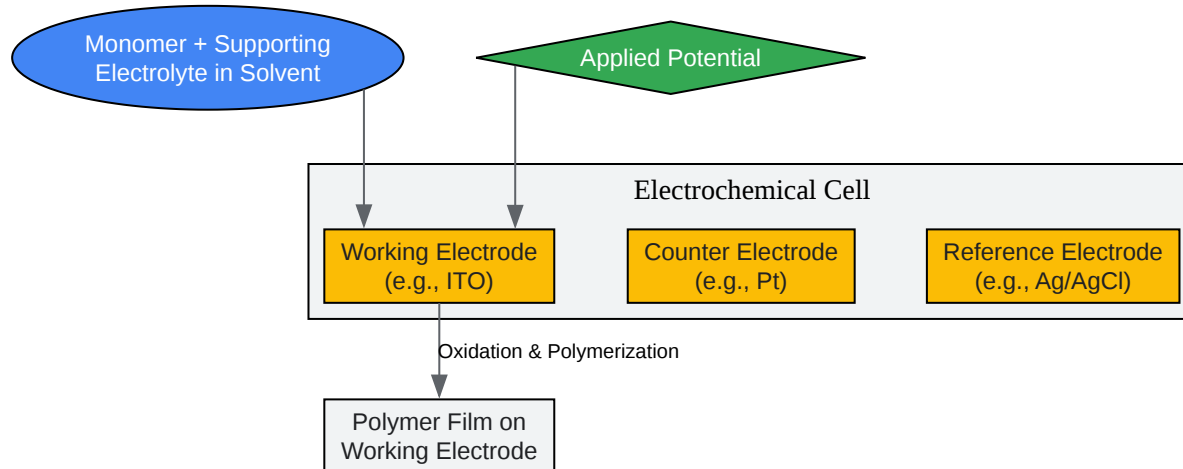 Monomer + Supporting
Electrolyte in Solvent
Applied Potential
Electrochemical Cell
Working Electrode
(e.g., ITO)
Counter Electrode
(e.g., Pt)
Reference Electrode
(e.g., Ag/AgCl)
Oxidation & Polymerization
Polymer Film on
Working Electrode